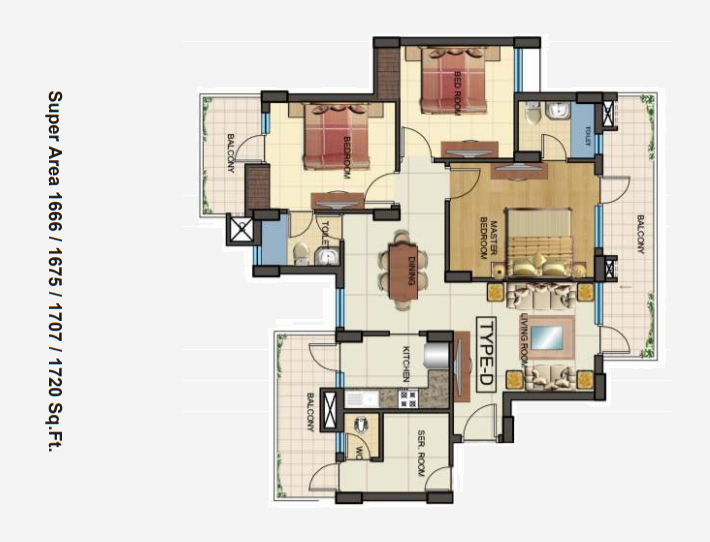 Super Area 1666 / 1675 / 1707 / 1720 Sq.Ft.
BED ROOM
BEDROOM
BALCONY
TOILET
TOILET
MASTER
BEDROOM
BALCONY
DINING
LIVING ROOM
TYPE-D
KITCHEN
BALCONY
WC
SER. ROOM